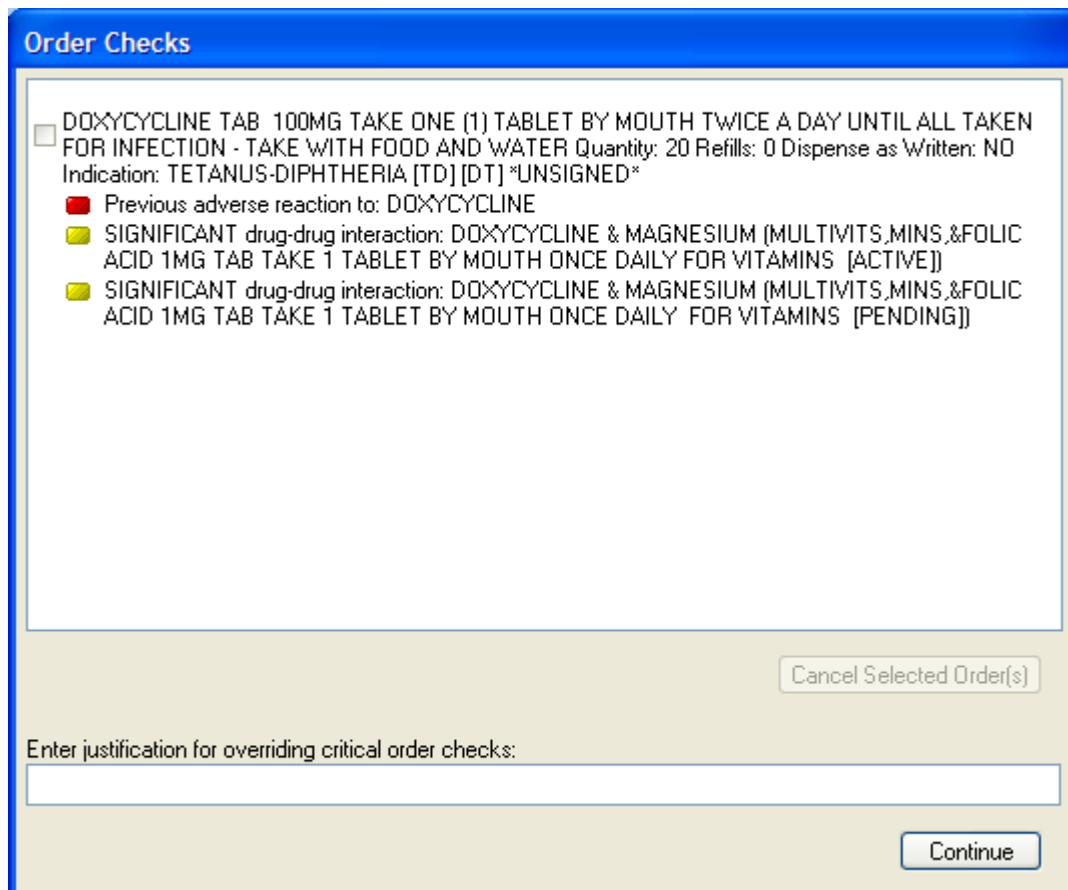 Order Checks
DOXYCYCLINE TAB 100MG TAKE ONE (1) TABLET BY MOUTH TWICE A DAY UNTIL ALL TAKEN
FOR INFECTION - TAKE WITH FOOD AND WATER Quantity: 20 Refills: 0 Dispense as Written: NO
Indication: TETANUS-DIPHTHERIA [TD] [DT] *UNSIGNED*
Previous adverse reaction to: DOXYCYCLINE
SIGNIFICANT drug-drug interaction: DOXYCYCLINE & MAGNESIUM (MULTIVITS,MINS,&FOLIC
ACID 1MG TAB TAKE 1 TABLET BY MOUTH ONCE DAILY FOR VITAMINS [ACTIVE])
SIGNIFICANT drug-drug interaction: DOXYCYCLINE & MAGNESIUM (MULTIVITS,MINS,&FOLIC
ACID 1MG TAB TAKE 1 TABLET BY MOUTH ONCE DAILY FOR VITAMINS [PENDING])
Cancel Selected Order(s)
Enter justification for overriding critical order checks:
Continue